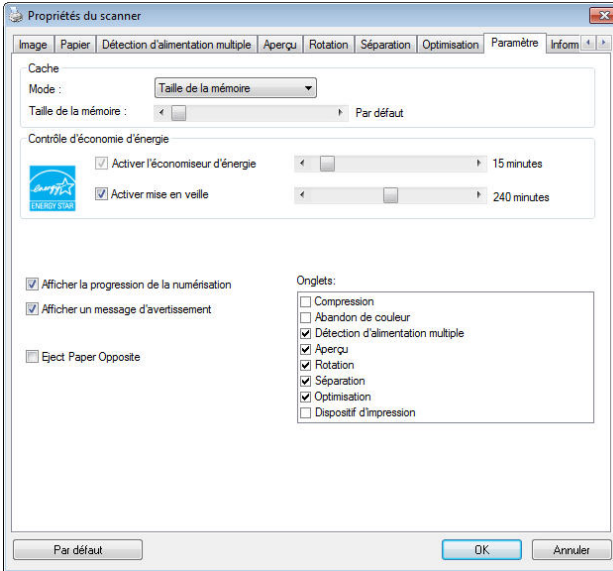 Propriétés du scanner
Image Papier Détection d'alimentation multiple Aperçu Rotation Séparation Optimisation Paramètre Inform
Cache
Mode : Taille de la mémoire
Taille de la mémoire : Par défaut
Contrôle d'économie d'énergie
Activer l'économiseur d'énergie 15 minutes
energy
ENERGY STAR
Activer mise en veille 240 minutes
Afficher la progression de la numérisation
Afficher un message d'avertissement
Eject Paper Opposite
Onglets:
Compression
Abandon de couleur
Détection d'alimentation multiple
Aperçu
Rotation
Séparation
Optimisation
Dispositif d'impression
Par défaut OK Annuler